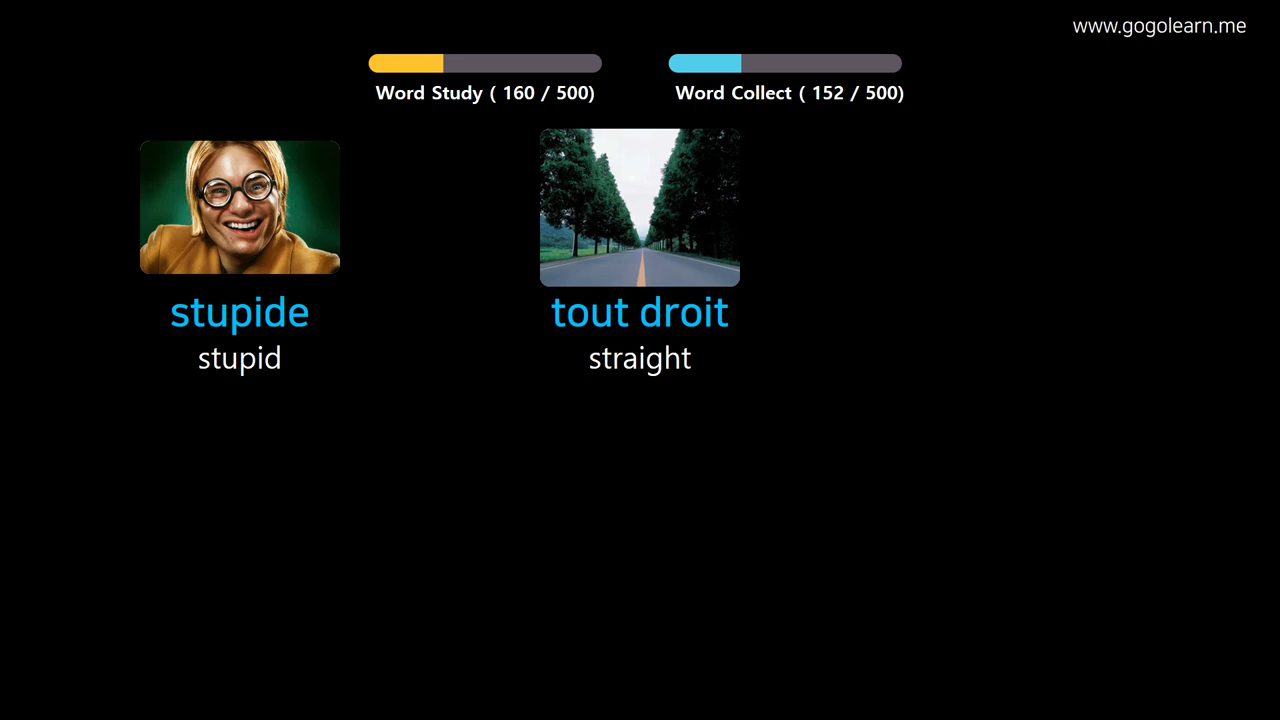 www.gogolearn.me
Word Study ( 160 / 500)
Word Collect ( 152 / 500)
stupide
tout droit
stupid
straight